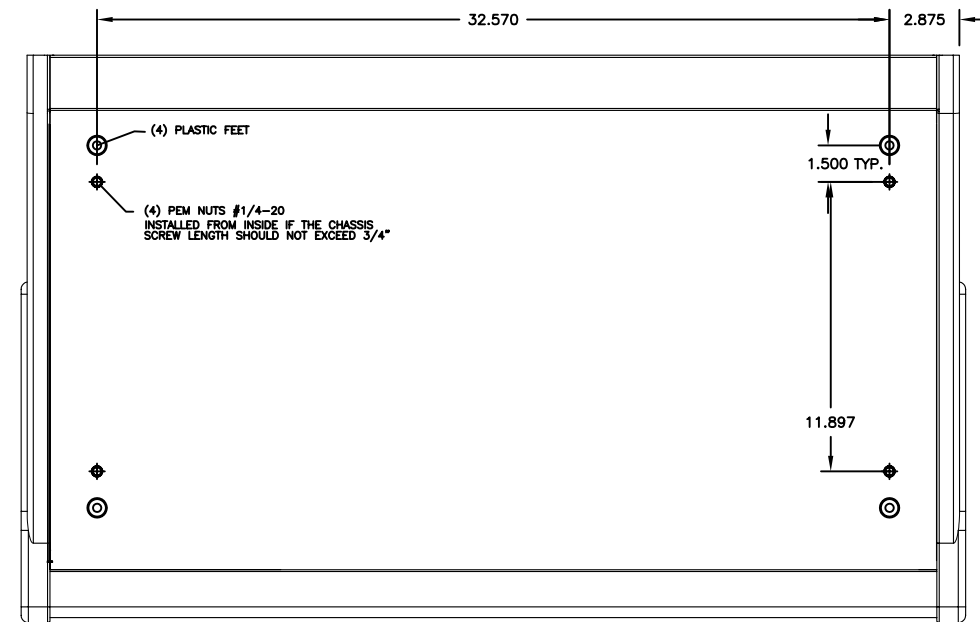 32.570
2.875
(4) PLASTIC FEET
1.500 TYP.
(4) PEM NUTS #1/4-20
INSTALLED FROM INSIDE IF THE CHASSIS
SCREW LENGTH SHOULD NOT EXCEED 3/4"
11.897